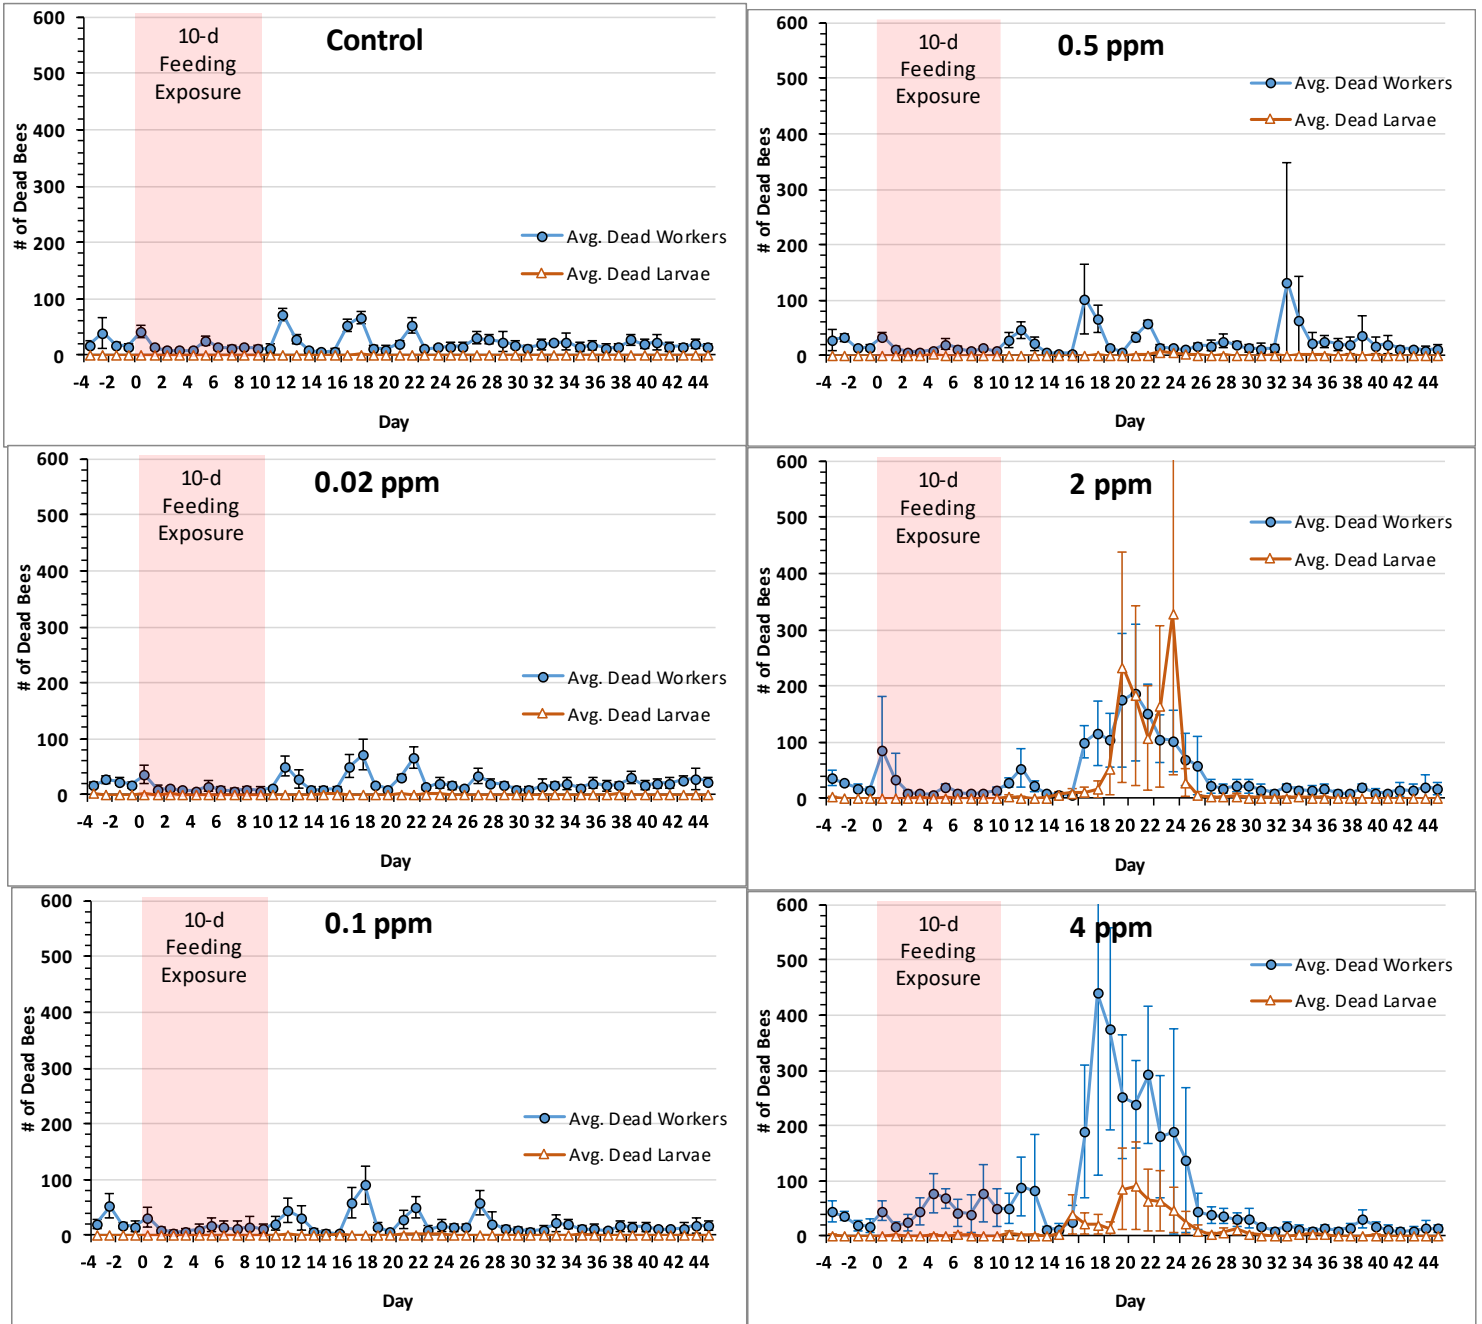 Control
10-d
Feeding
Exposure
# of Dead Bees
600
500
400
300
200
100
0
Avg. Dead Workers
Avg. Dead Larvae
-4 -2 0 2 4 6 8 10 12 14 16 18 20 22 24 26 28 30 32 34 36 38 40 42 44
Day
0.5 ppm
10-d
Feeding
Exposure
# of Dead Bees
600
500
400
300
200
100
0
Avg. Dead Workers
Avg. Dead Larvae
-4 -2 0 2 4 6 8 10 12 14 16 18 20 22 24 26 28 30 32 34 36 38 40 42 44
Day
0.02 ppm
10-d
Feeding
Exposure
# of Dead Bees
600
500
400
300
200
100
0
Avg. Dead Workers
Avg. Dead Larvae
-4 -2 0 2 4 6 8 10 12 14 16 18 20 22 24 26 28 30 32 34 36 38 40 42 44
Day
2 ppm
10-d
Feeding
Exposure
# of Dead Bees
600
500
400
300
200
100
0
Avg. Dead Workers
Avg. Dead Larvae
-4 -2 0 2 4 6 8 10 12 14 16 18 20 22 24 26 28 30 32 34 36 38 40 42 44
Day
0.1 ppm
10-d
Feeding
Exposure
# of Dead Bees
600
500
400
300
200
100
0
Avg. Dead Workers
Avg. Dead Larvae
-4 -2 0 2 4 6 8 10 12 14 16 18 20 22 24 26 28 30 32 34 36 38 40 42 44
Day
4 ppm
10-d
Feeding
Exposure
# of Dead Bees
600
500
400
300
200
100
0
Avg. Dead Workers
Avg. Dead Larvae
-4 -2 0 2 4 6 8 10 12 14 16 18 20 22 24 26 28 30 32 34 36 38 40 42 44
Day